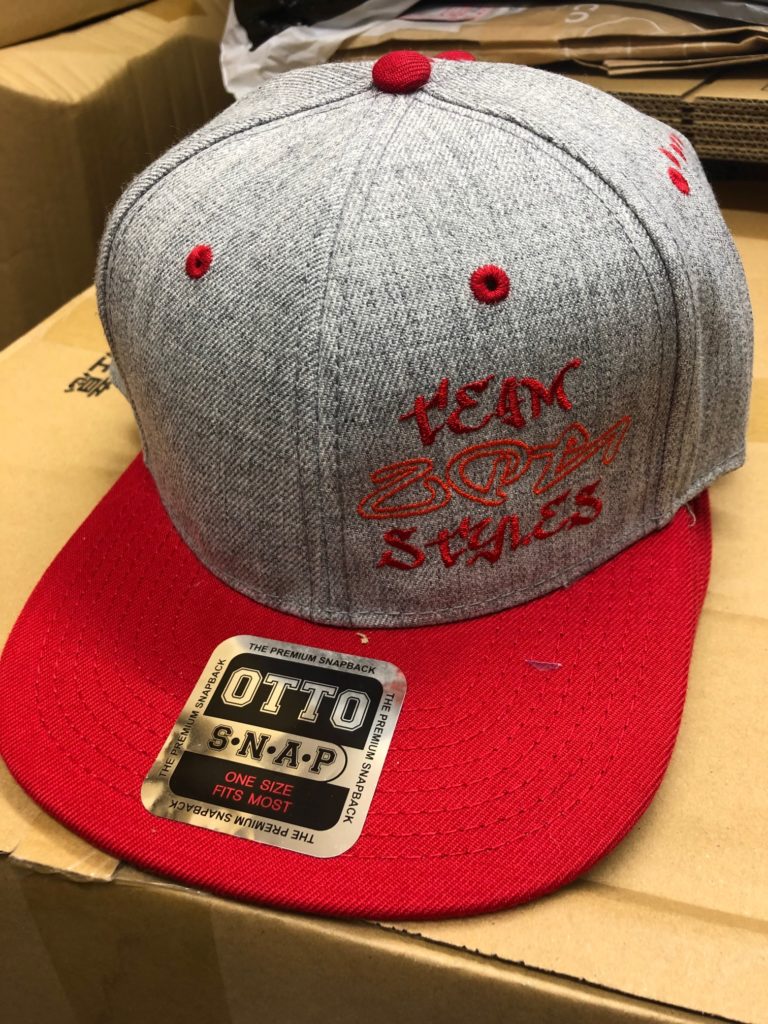 TEAM
STYLES
THE PREMIUM SNAPBACK
OTTO
S•N•A•P
ONE SIZE
FITS MOST
THE PREMIUM SNAPBACK
THE PREMIUM SNAPBACK
THE PREMIUM SNAPBACK